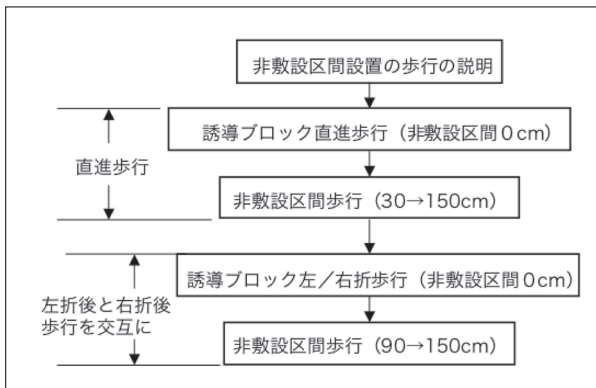 非敷設区間設置の歩行の説明
誘導ブロック直進歩行（非敷設区間０cm）
直進歩行
非敷設区間歩行（30→150cm）
誘導ブロック左／右折歩行（非敷設区間０cm）
左折後と右折後
歩行を交互に
非敷設区間歩行（90→150cm）